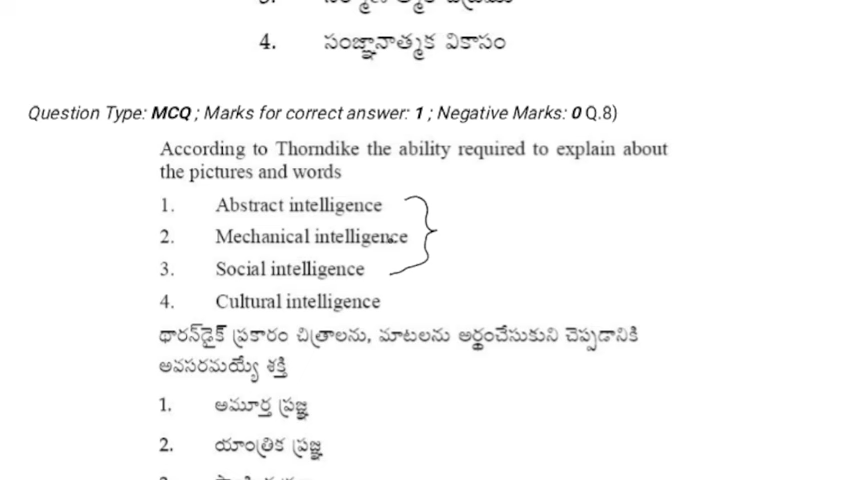 4. సంజ్ఞానాత్మక వికాసం
Question Type: MCQ ; Marks for correct answer: 1 ; Negative Marks: 0 Q.8)
According to Thorndike the ability required to explain about
the pictures and words
1. Abstract intelligence
2. Mechanical intelligence
3. Social intelligence
4. Cultural intelligence
థారన్‌డైక్ ప్రకారం చిత్రాలను, మాటలను అర్థంచేసుకుని చెప్పడానికి
అవసరమయ్యే శక్తి
1. అమూర్త ప్రజ్ఞ
2. యాంత్రిక ప్రజ్ఞ